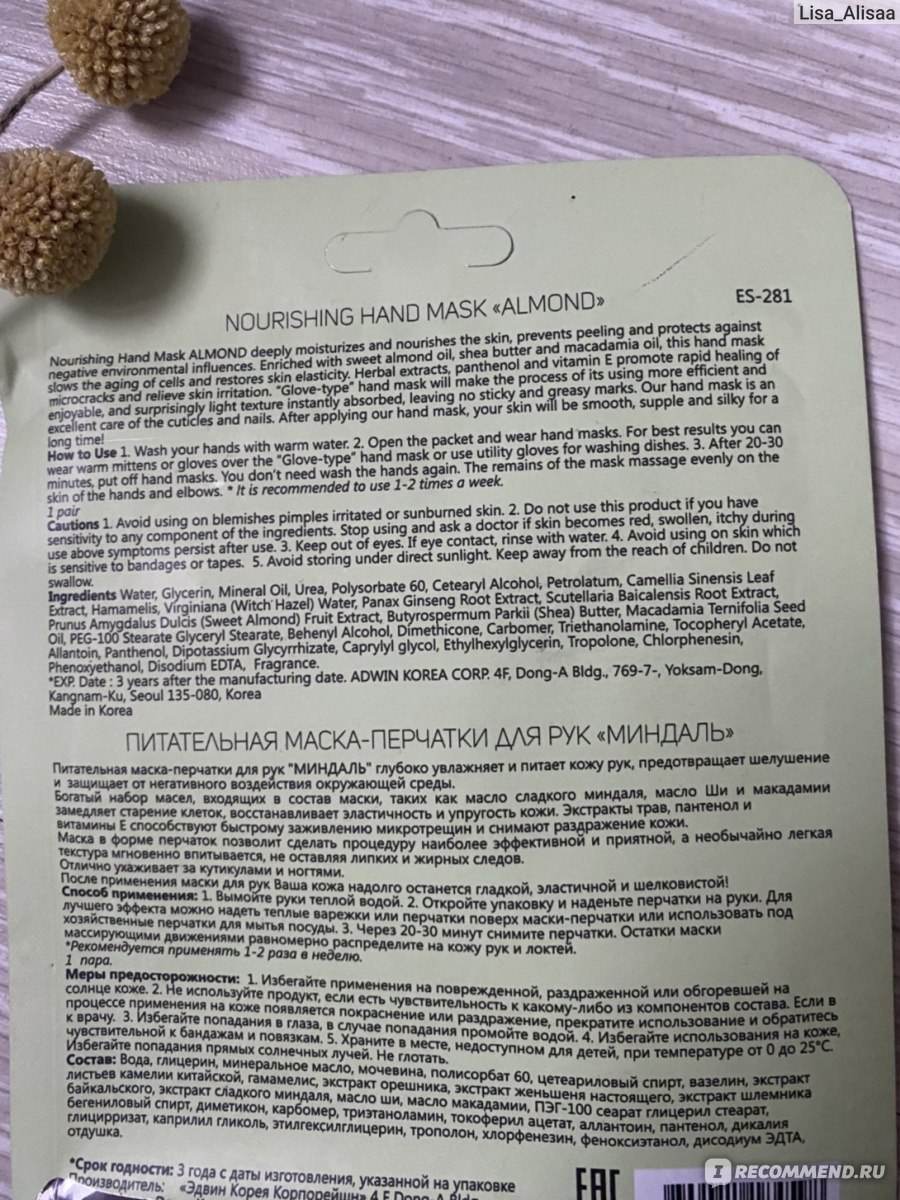 Lisa_Alisaa
NOURISHING HAND MASK «ALMOND»
ES-281
Nourishing Hand Mask ALMOND deeply moisturizes and nourishes the skin, prevents peeling and protects against
negative environmental influences. Enriched with sweet almond oil, shea butter and macadamia oil, this hand mask
slows the aging of cells and restores skin elasticity. Herbal extracts, panthenol and vitamin E promote rapid healing of
microcracks and relieve skin irritation. "Glove-type" hand mask will make the process of its using more efficient and
enjoyable, and surprisingly light texture instantly absorbed, leaving no sticky and greasy marks. Our hand mask is an
excellent care of the cuticles and nails. After applying our hand mask, your skin will be smooth, supple and silky for a
long time!
How to Use 1. Wash your hands with warm water. 2. Open the packet and wear hand masks. For best results you can
wear warm mittens or gloves over the "Glove-type" hand mask or use utility gloves for washing dishes. 3. After 20-30
minutes, put off hand masks. You don't need wash the hands again. The remains of the mask massage evenly on the
skin of the hands and elbows. * It is recommended to use 1-2 times a week.
1 pair
Cautions 1. Avoid using on blemishes pimples irritated or sunburned skin. 2. Do not use this product if you have
sensitivity to any component of the ingredients. Stop using and ask a doctor if skin becomes red, swollen, itchy during
use above symptoms persist after use. 3. Keep out of eyes. If eye contact, rinse with water. 4. Avoid using on skin which
is sensitive to bandages or tapes. 5. Avoid storing under direct sunlight. Keep away from the reach of children. Do not
swallow.
Ingredients Water, Glycerin, Mineral Oil, Urea, Polysorbate 60, Cetearyl Alcohol, Petrolatum, Camellia Sinensis Leaf
Extract, Hamamelis, Virginiana (Witch Hazel) Water, Panax Ginseng Root Extract, Scutellaria Baicalensis Root Extract,
Prunus Amygdalus Dulcis (Sweet Almond) Fruit Extract, Butyrospermum Parkii (Shea) Butter, Macadamia Ternifolia Seed
Oil, PEG-100 Stearate Glyceryl Stearate, Behenyl Alcohol, Dimethicone, Carbomer, Triethanolamine, Tocopheryl Acetate,
Allantoin, Panthenol, Dipotassium Glycyrrhizate, Caprylyl glycol, Ethylhexylglycerin, Tropolone, Chlorphenesin,
Phenoxyethanol, Disodium EDTA, Fragrance.
*EXP. Date : 3 years after the manufacturing date. ADWIN KOREA CORP. 4F, Dong-A Bldg., 769-7-, Yoksam-Dong,
Kangnam-Ku, Seoul 135-080, Korea
Made in Korea
ПИТАТЕЛЬНАЯ МАСКА-ПЕРЧАТКИ ДЛЯ РУК «МИНДАЛЬ»
Питательная маска-перчатки для рук "МИНДАЛЬ" глубоко увлажняет и питает кожу рук, предотвращает шелушение
и защищает от негативного воздействия окружающей среды.
Богатый набор масел, входящих в состав маски, таких как масло сладкого миндаля, масло Ши и макадамии
замедляет старение клеток, восстанавливает эластичность и упругость кожи. Экстракты трав, пантенол и
витамины Е способствуют быстрому заживлению микротрещин и снимают раздражение кожи.
Маска в форме перчаток позволит сделать процедуру наиболее эффективной и приятной, а необычайно легкая
текстура мгновенно впитывается, не оставляя липких и жирных следов.
Отлично ухаживает за кутикулами и ногтями.
После применения маски для рук Ваша кожа надолго останется гладкой, эластичной и шелковистой!
Способ применения: 1. Вымойте руки теплой водой. 2. Откройте упаковку и наденьте перчатки на руки. Для
лучшего эффекта можно надеть теплые варежки или перчатки поверх маски-перчатки или использовать под
хозяйственные перчатки для мытья посуды. 3. Через 20-30 минут снимите перчатки. Остатки маски
массирующими движениями равномерно распределите на кожу рук и локтей.
*Рекомендуется применять 1-2 раза в неделю.
1 пара.
Меры предосторожности: 1. Избегайте применения на поврежденной, раздраженной или обгоревшей на
солнце коже. 2. Не используйте продукт, если есть чувствительность к какому-либо из компонентов состава. Если в
процессе применения на коже появляется покраснение или раздражение, прекратите использование и обратитесь
к врачу. 3. Избегайте попадания в глаза, в случае попадания промойте водой. 4. Избегайте использования на коже,
чувствительной к бандажам и повязкам. 5. Храните в месте, недоступном для детей, при температуре от 0 до 25°С.
Избегайте попадания прямых солнечных лучей. Не глотать.
Состав: Вода, глицерин, минеральное масло, мочевина, полисорбат 60, цетеариловый спирт, вазелин, экстракт
листьев камелии китайской, гамамелис, экстракт орешника, экстракт женьшеня настоящего, экстракт шлемника
байкальского, экстракт сладкого миндаля, масло ши, масло макадамии, ПЭГ-100 сеарат глицерил стеарат,
бегениловый спирт, диметикон, карбомер, триэтаноламин, токоферил ацетат, аллантоин, пантенол, дикалия
глицирризат, каприлил гликоль, этилгексилглицерин, трополон, хлорфенезин, феноксиэтанол, дисодиум ЭДТА,
отдушка.
*Срок годности: 3 года с даты изготовления, указанной на упаковке
Производитель: «Эдвин Корея Корпорейшн» 4 F Dong-A Bldg
EAC
I RECOMMEND.RU